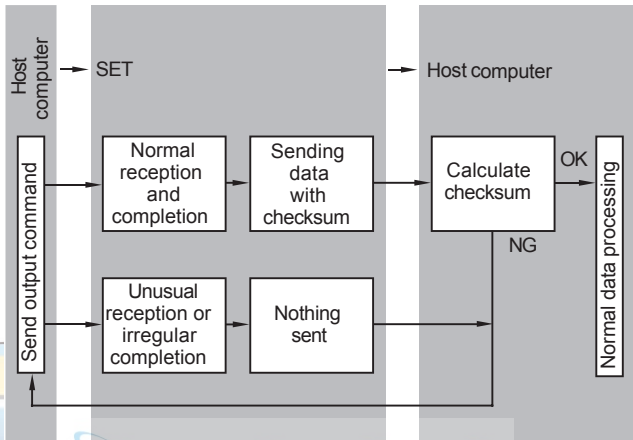 Host
computer
SET
Host computer
Send output command
Normal
reception
and
completion
Sending
data
with
checksum
Calculate
checksum
OK
NG
Normal data processing
Unusual
reception or
irregular
completion
Nothing
sent